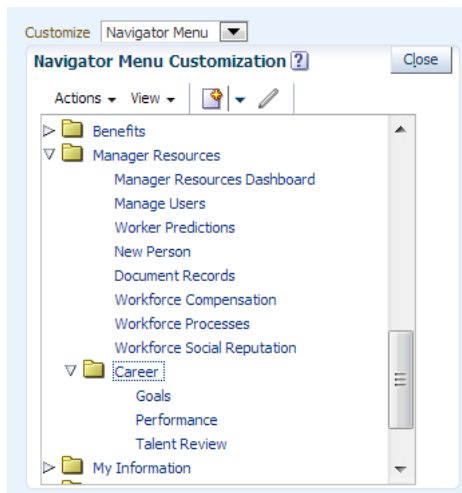 Customize Navigator Menu
Navigator Menu Customization ? Close
Actions View
Benefits
Manager Resources
Manager Resources Dashboard
Manage Users
Worker Predictions
New Person
Document Records
Workforce Compensation
Workforce Processes
Workforce Social Reputation
Career
Goals
Performance
Talent Review
My Information